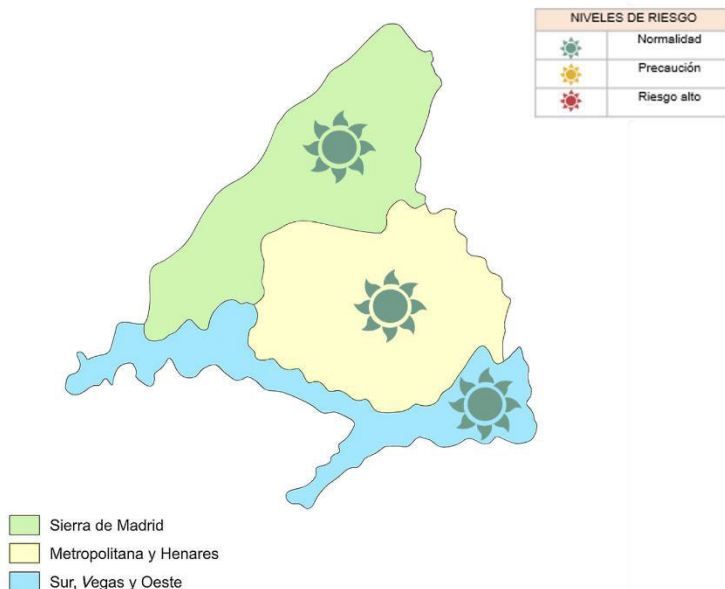 NIVELES DE RIESGO
Normalidad
Precaución
Riesgo alto
Sierra de Madrid
Metropolitana y Henares
Sur, Vegas y Oeste